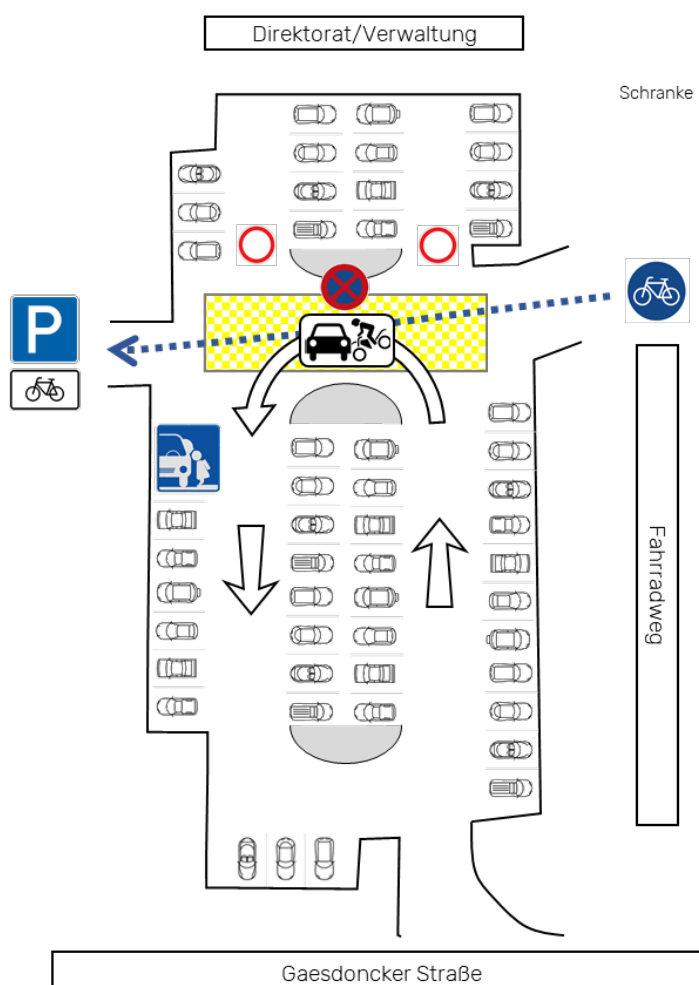 Direktorat/Verwaltung
Schranke
P
Fahrradweg
Gaesdoncker Straße